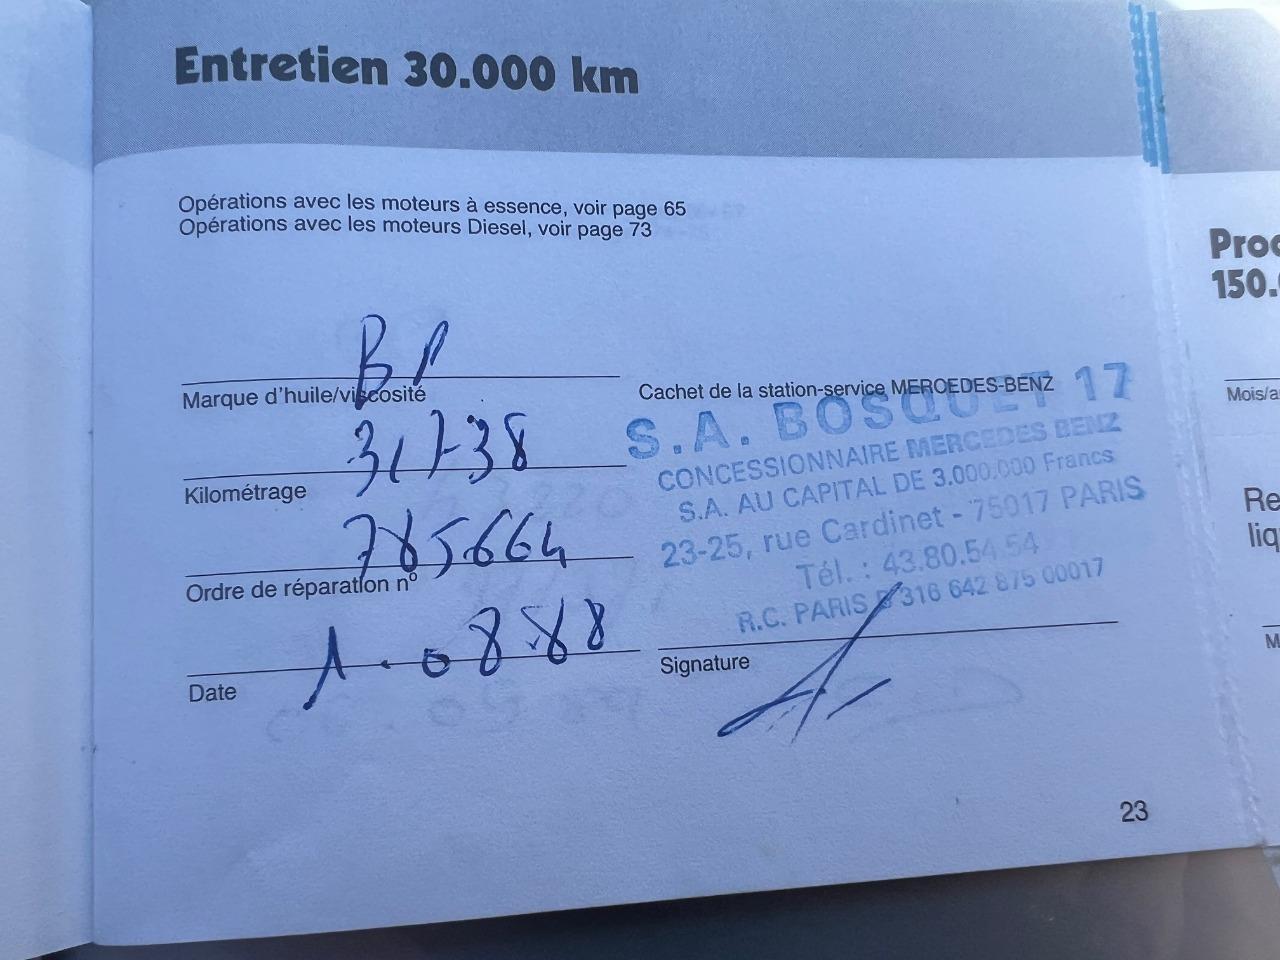 Entretien 30.000 km
Opérations avec les moteurs à essence, voir page 65
Opérations avec les moteurs Diesel, voir page 73
BP
Marque d'huile/viscosité
31738
Kilométrage
785664
Ordre de réparation nº
1.08 88
Date
Cachet de la station-service MERCEDES-BENZ
S.A. BOSQUET 17
CONCESSIONNAIRE MERCEDES BENZ
S.A. AU CAPITAL DE 3.000.000 Francs
23-25, rue Cardinet - 75017 PARIS
Tél. : 43.80.54.54
R.C. PARIS B 316 642 875 00017
Signature
23
150.
Mois/a